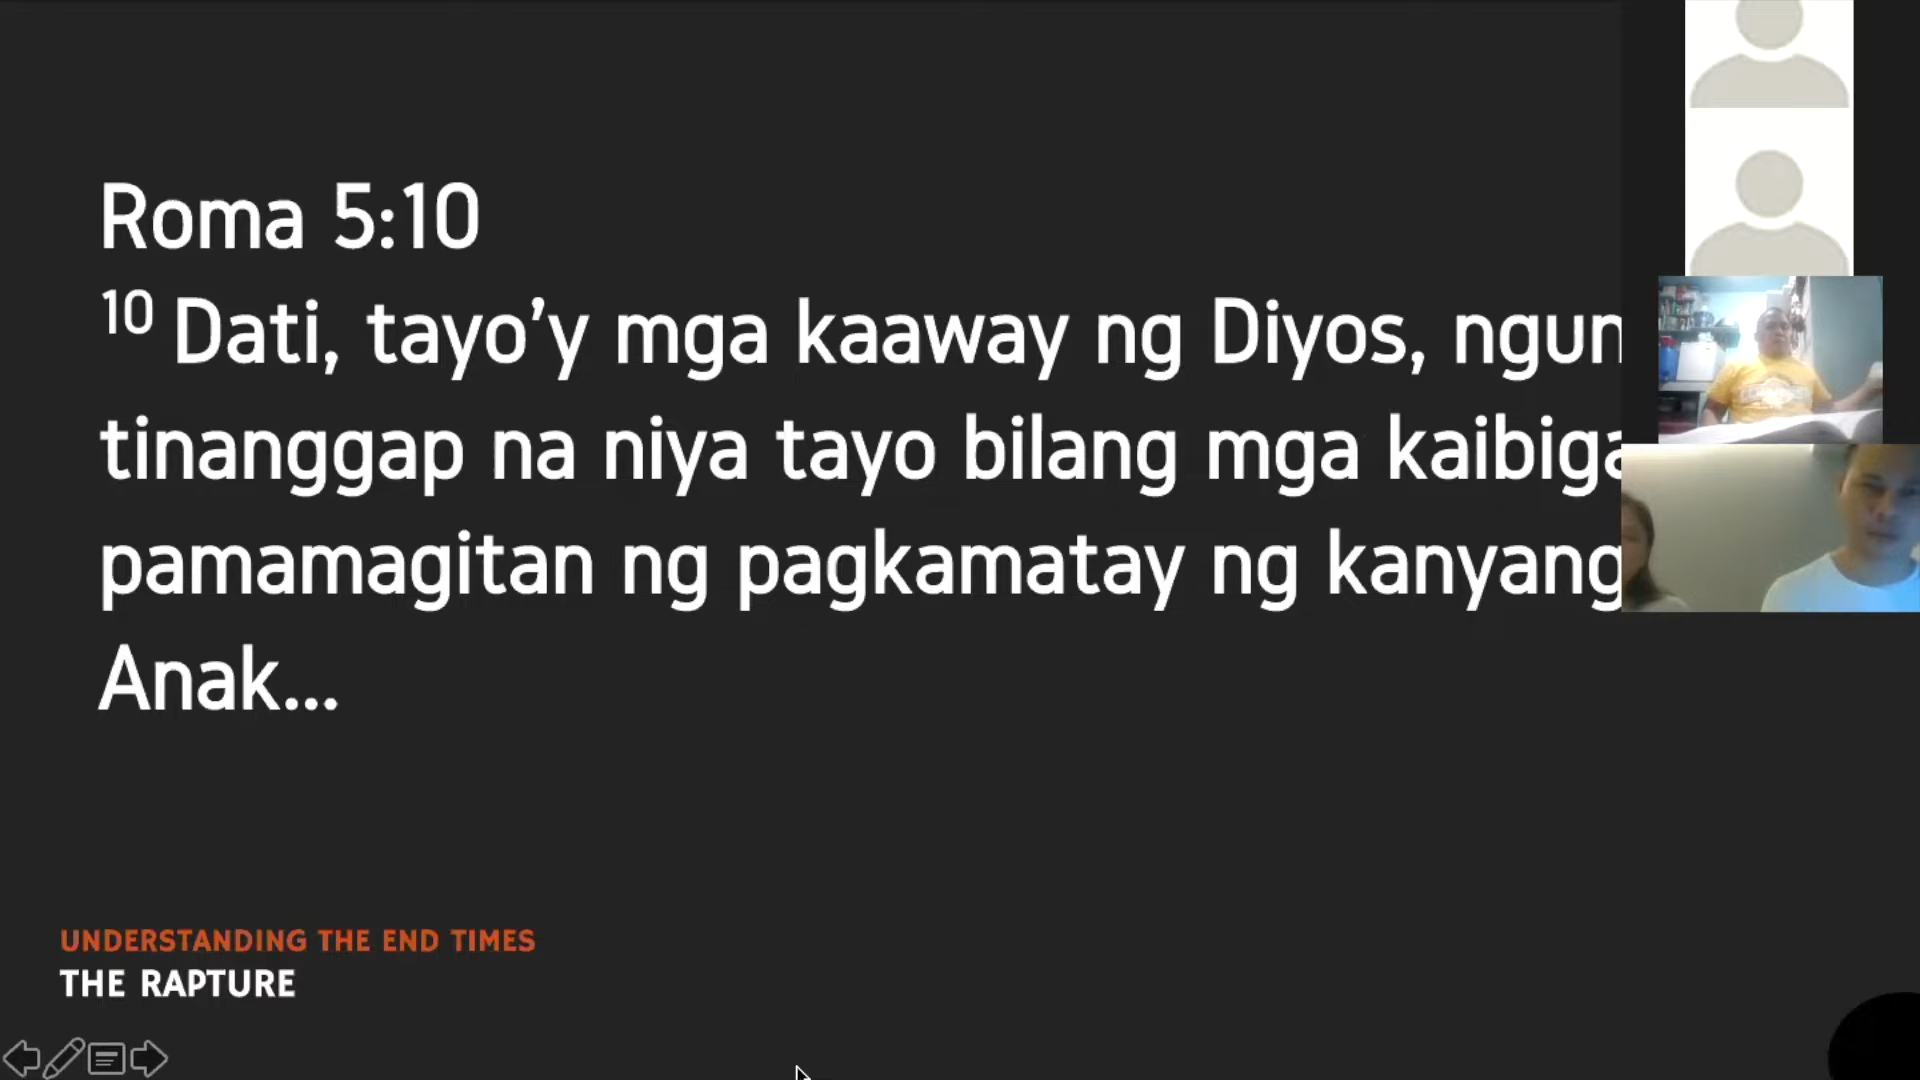 Roma 5:10
10 Dati, tayo’y mga kaaway ng Diyos, ngun
tinanggap na niya tayo bilang mga kaibiga
pamamagitan ng pagkamatay ng kanyang
Anak...
UNDERSTANDING THE END TIMES
THE RAPTURE